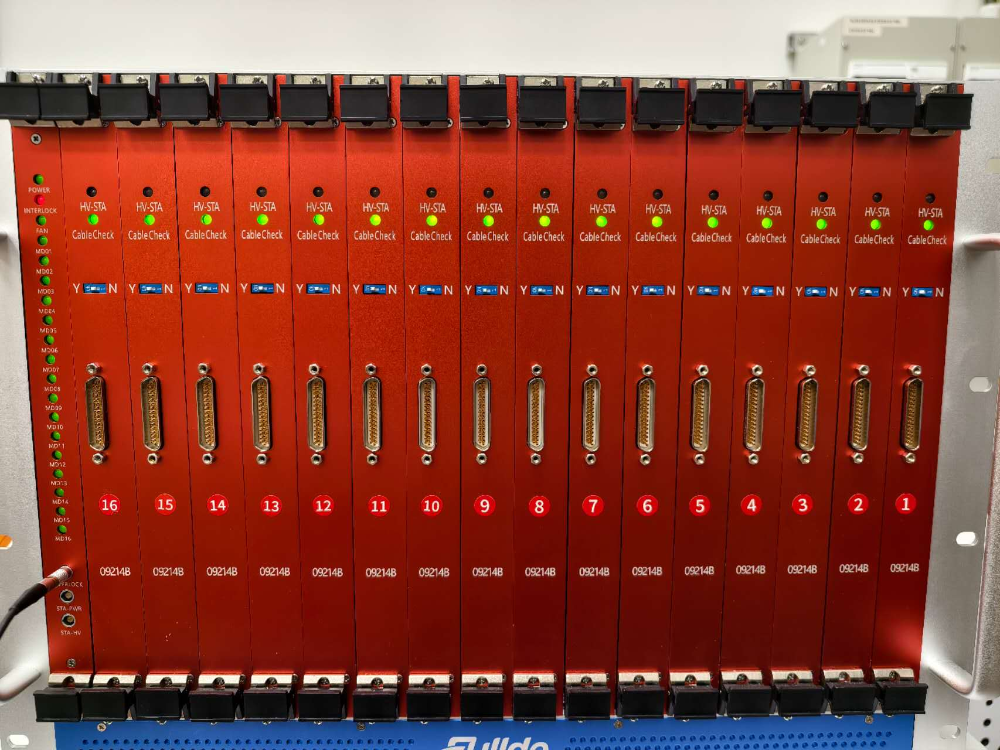 POWER
INTERLOCK
FAN
MD01
MD02
MD03
MD04
MD05
MD06
MD07
MD08
MD09
MD10
MD11
MD12
MD13
MD14
MD15
MD16
STA-PWR
STA-HV
HV-STA HV-STA HV-STA HV-STA HV-STA HV-STA HV-STA HV-STA HV-STA HV-STA HV-STA HV-STA HV-STA HV-STA HV-STA HV-STA
Cable Check Cable Check Cable Check Cable Check Cable Check Cable Check Cable Check Cable Check Cable Check Cable Check Cable Check Cable Check Cable Check Cable Check Cable Check Cable Check
Y N Y N Y N Y N Y N Y N Y N Y N Y N Y N Y N Y N Y N Y N Y N Y N
16 15 14 13 12 11 10 9 8 7 6 5 4 3 2 1
09214B 09214B 09214B 09214B 09214B 09214B 09214B 09214B 09214B 09214B 09214B 09214B 09214B 09214B 09214B 09214B